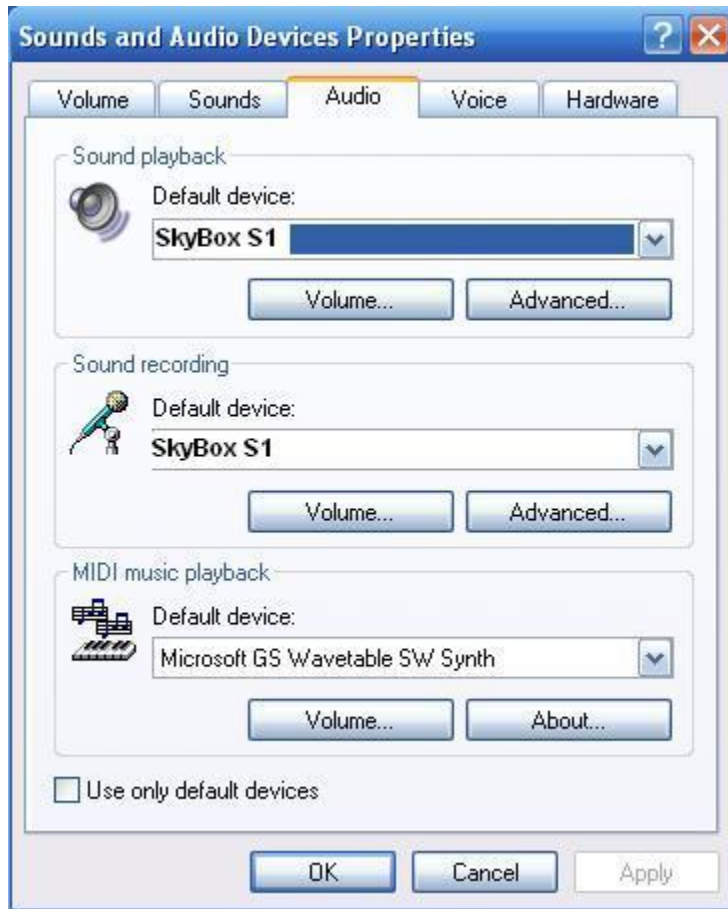 Sounds and Audio Devices Properties
Volume Sounds Audio Voice Hardware
Sound playback
Default device:
SkyBox S1
Volume... Advanced...
Sound recording
Default device:
SkyBox S1
Volume... Advanced...
MIDI music playback
Default device:
Microsoft GS Wavetable SW Synth
Volume... About...
Use only default devices
OK Cancel Apply